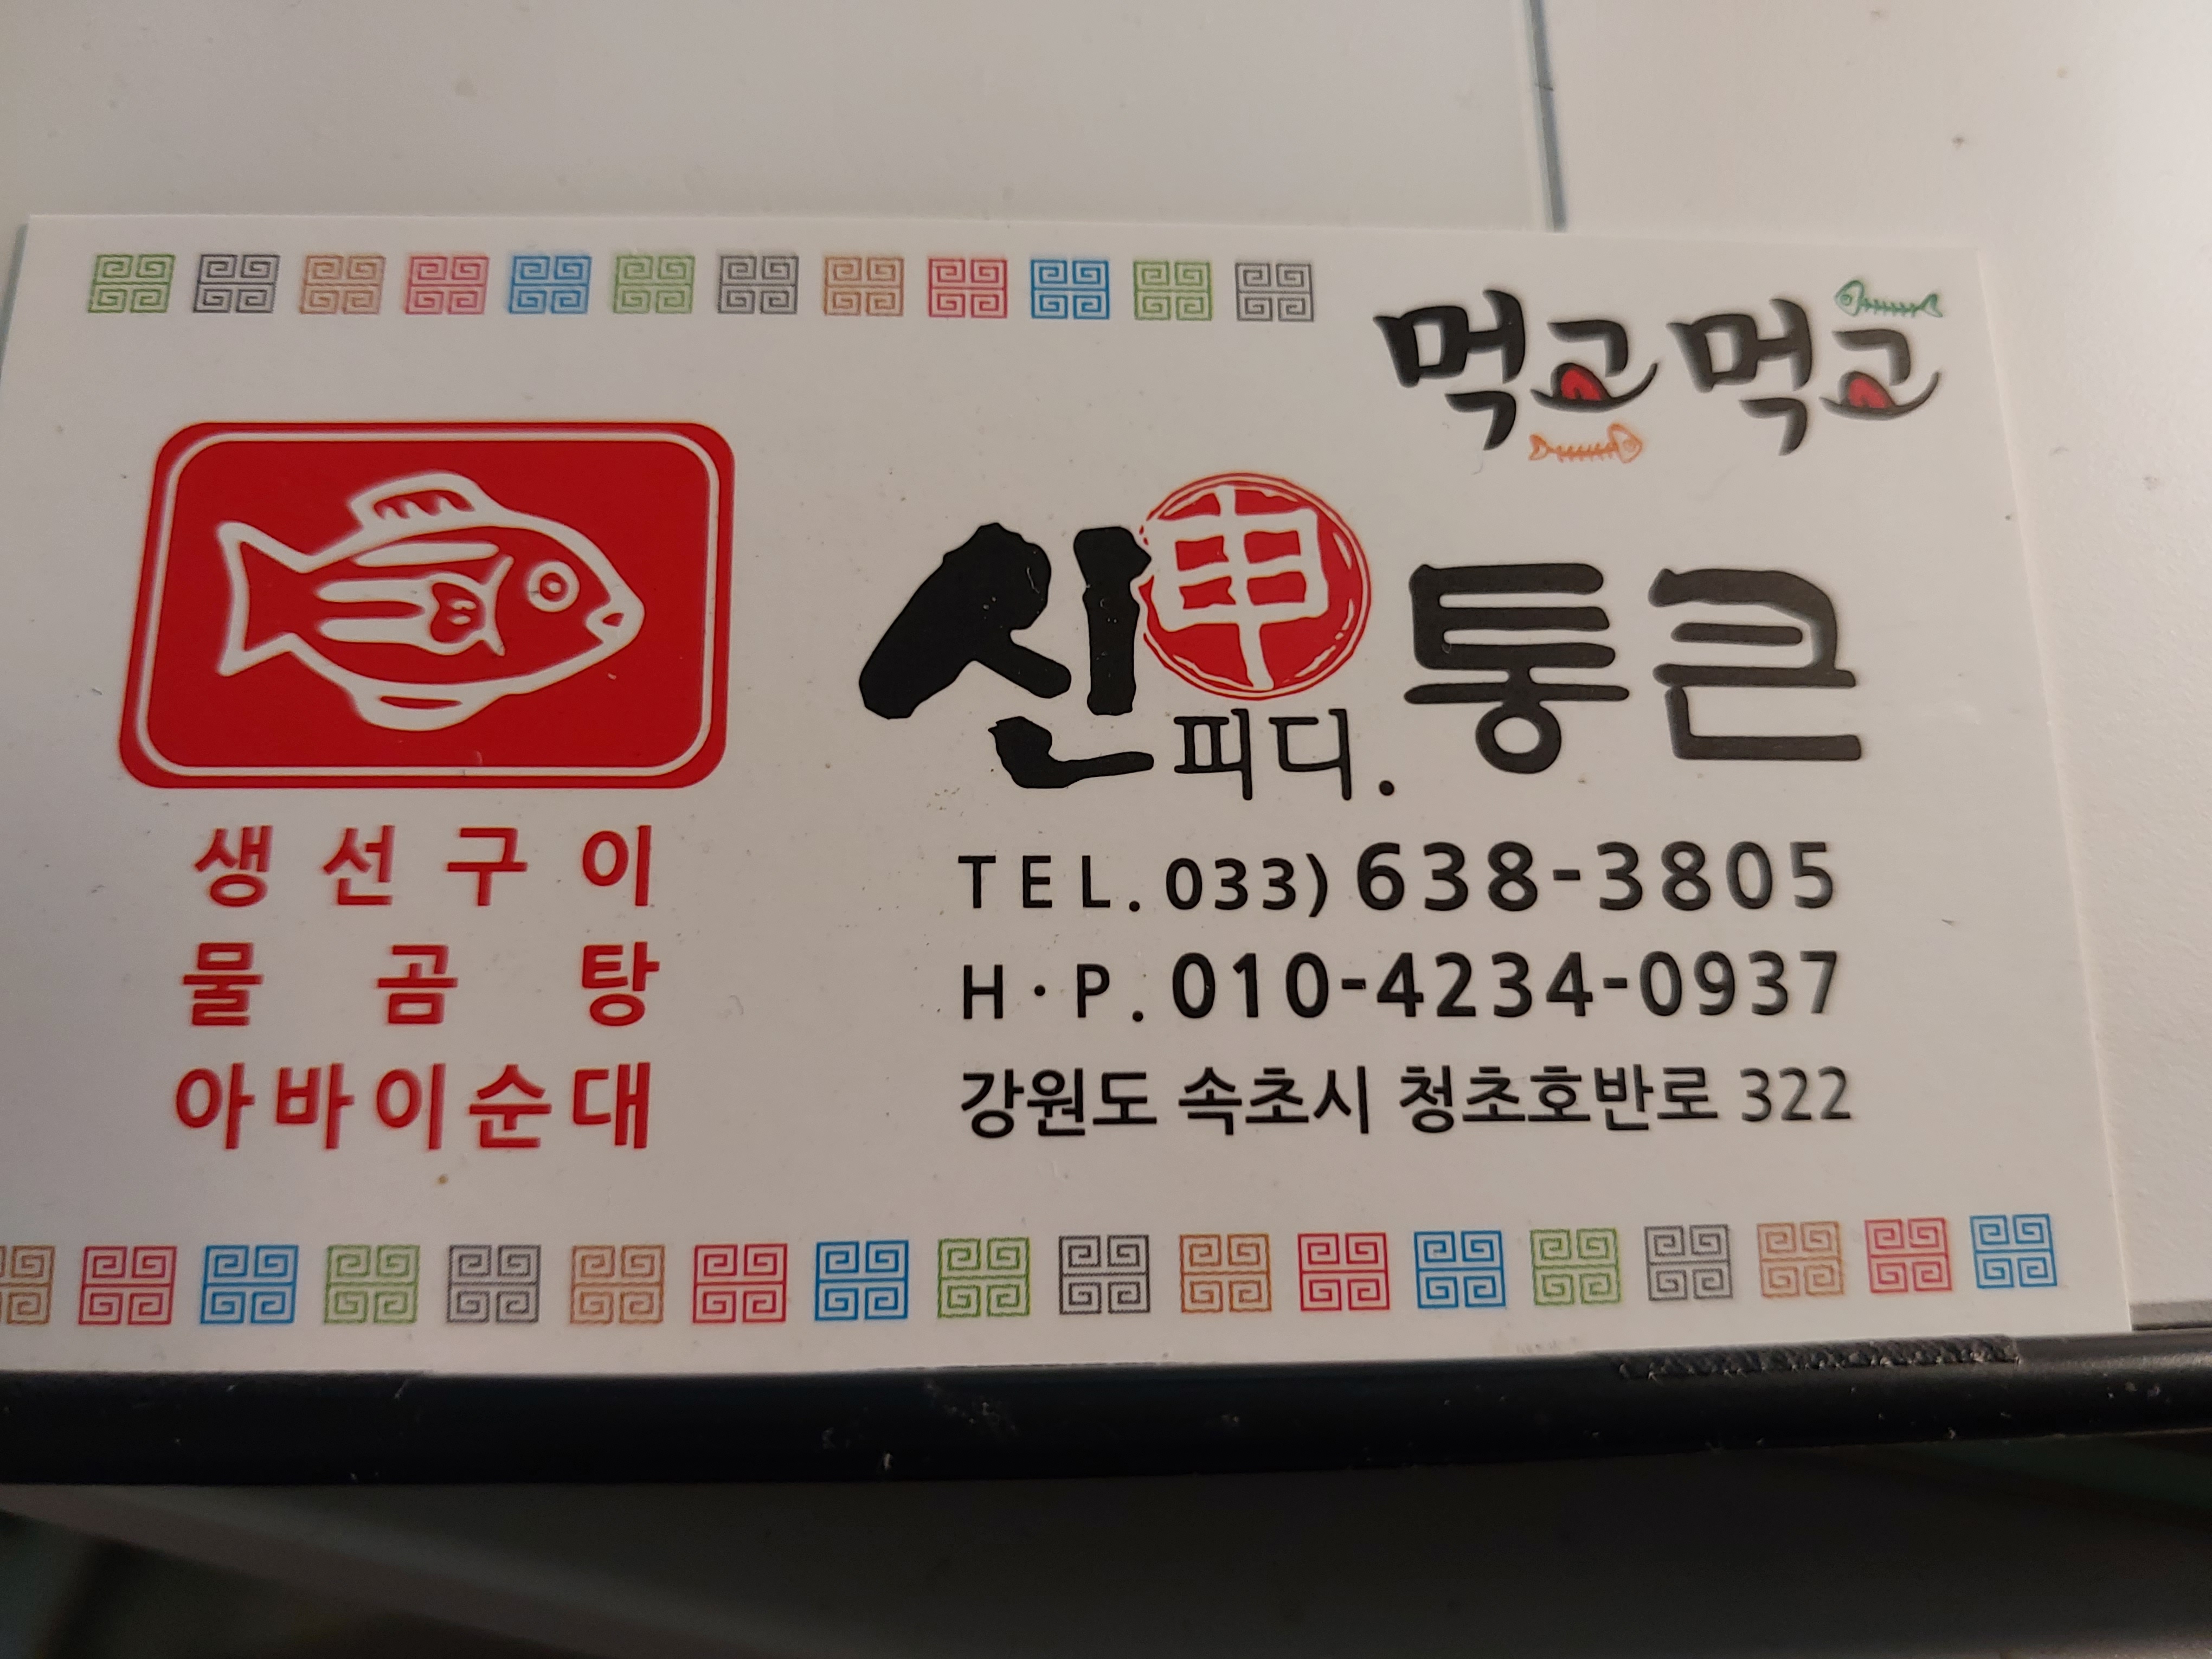 먹고 먹고
신申피디. 통큰
생선구이
물곰탕
아바이순대
TEL. 033) 638-3805
H·P. 010-4234-0937
강원도 속초시 청초호반로 322